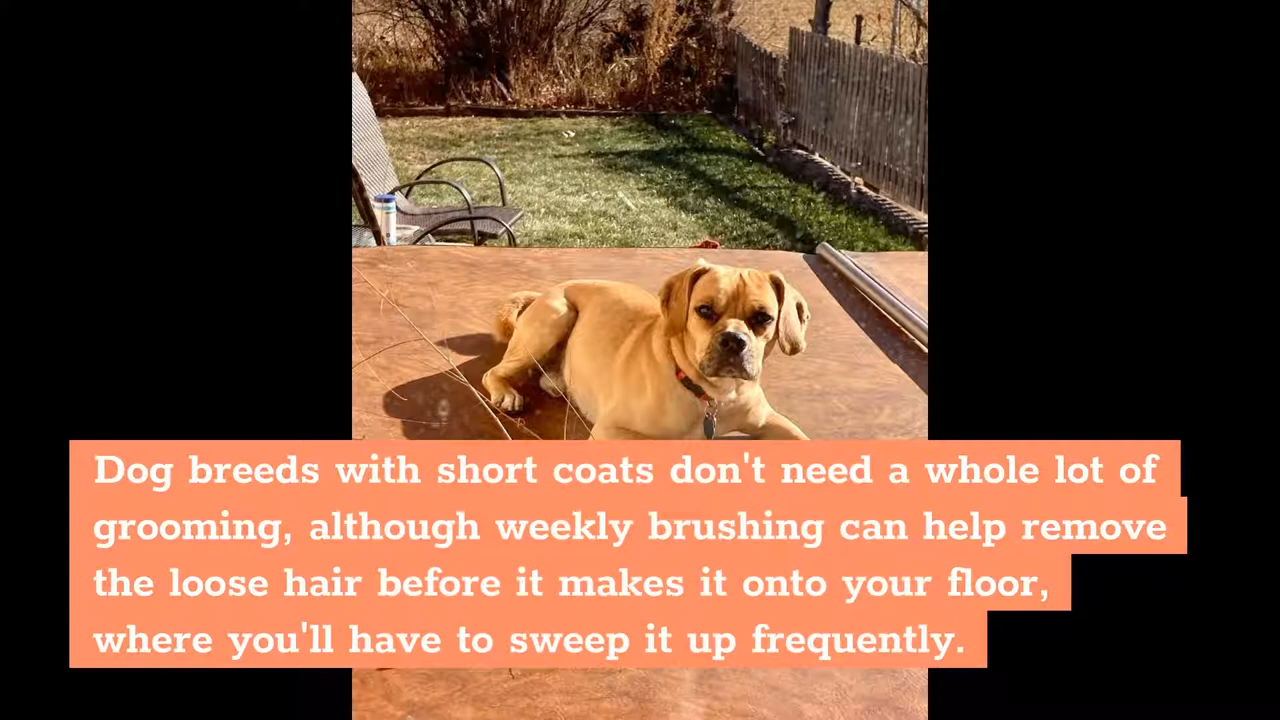 Dog breeds with short coats don't need a whole lot of
grooming, although weekly brushing can help remove
the loose hair before it makes it onto your floor,
where you'll have to sweep it up frequently.